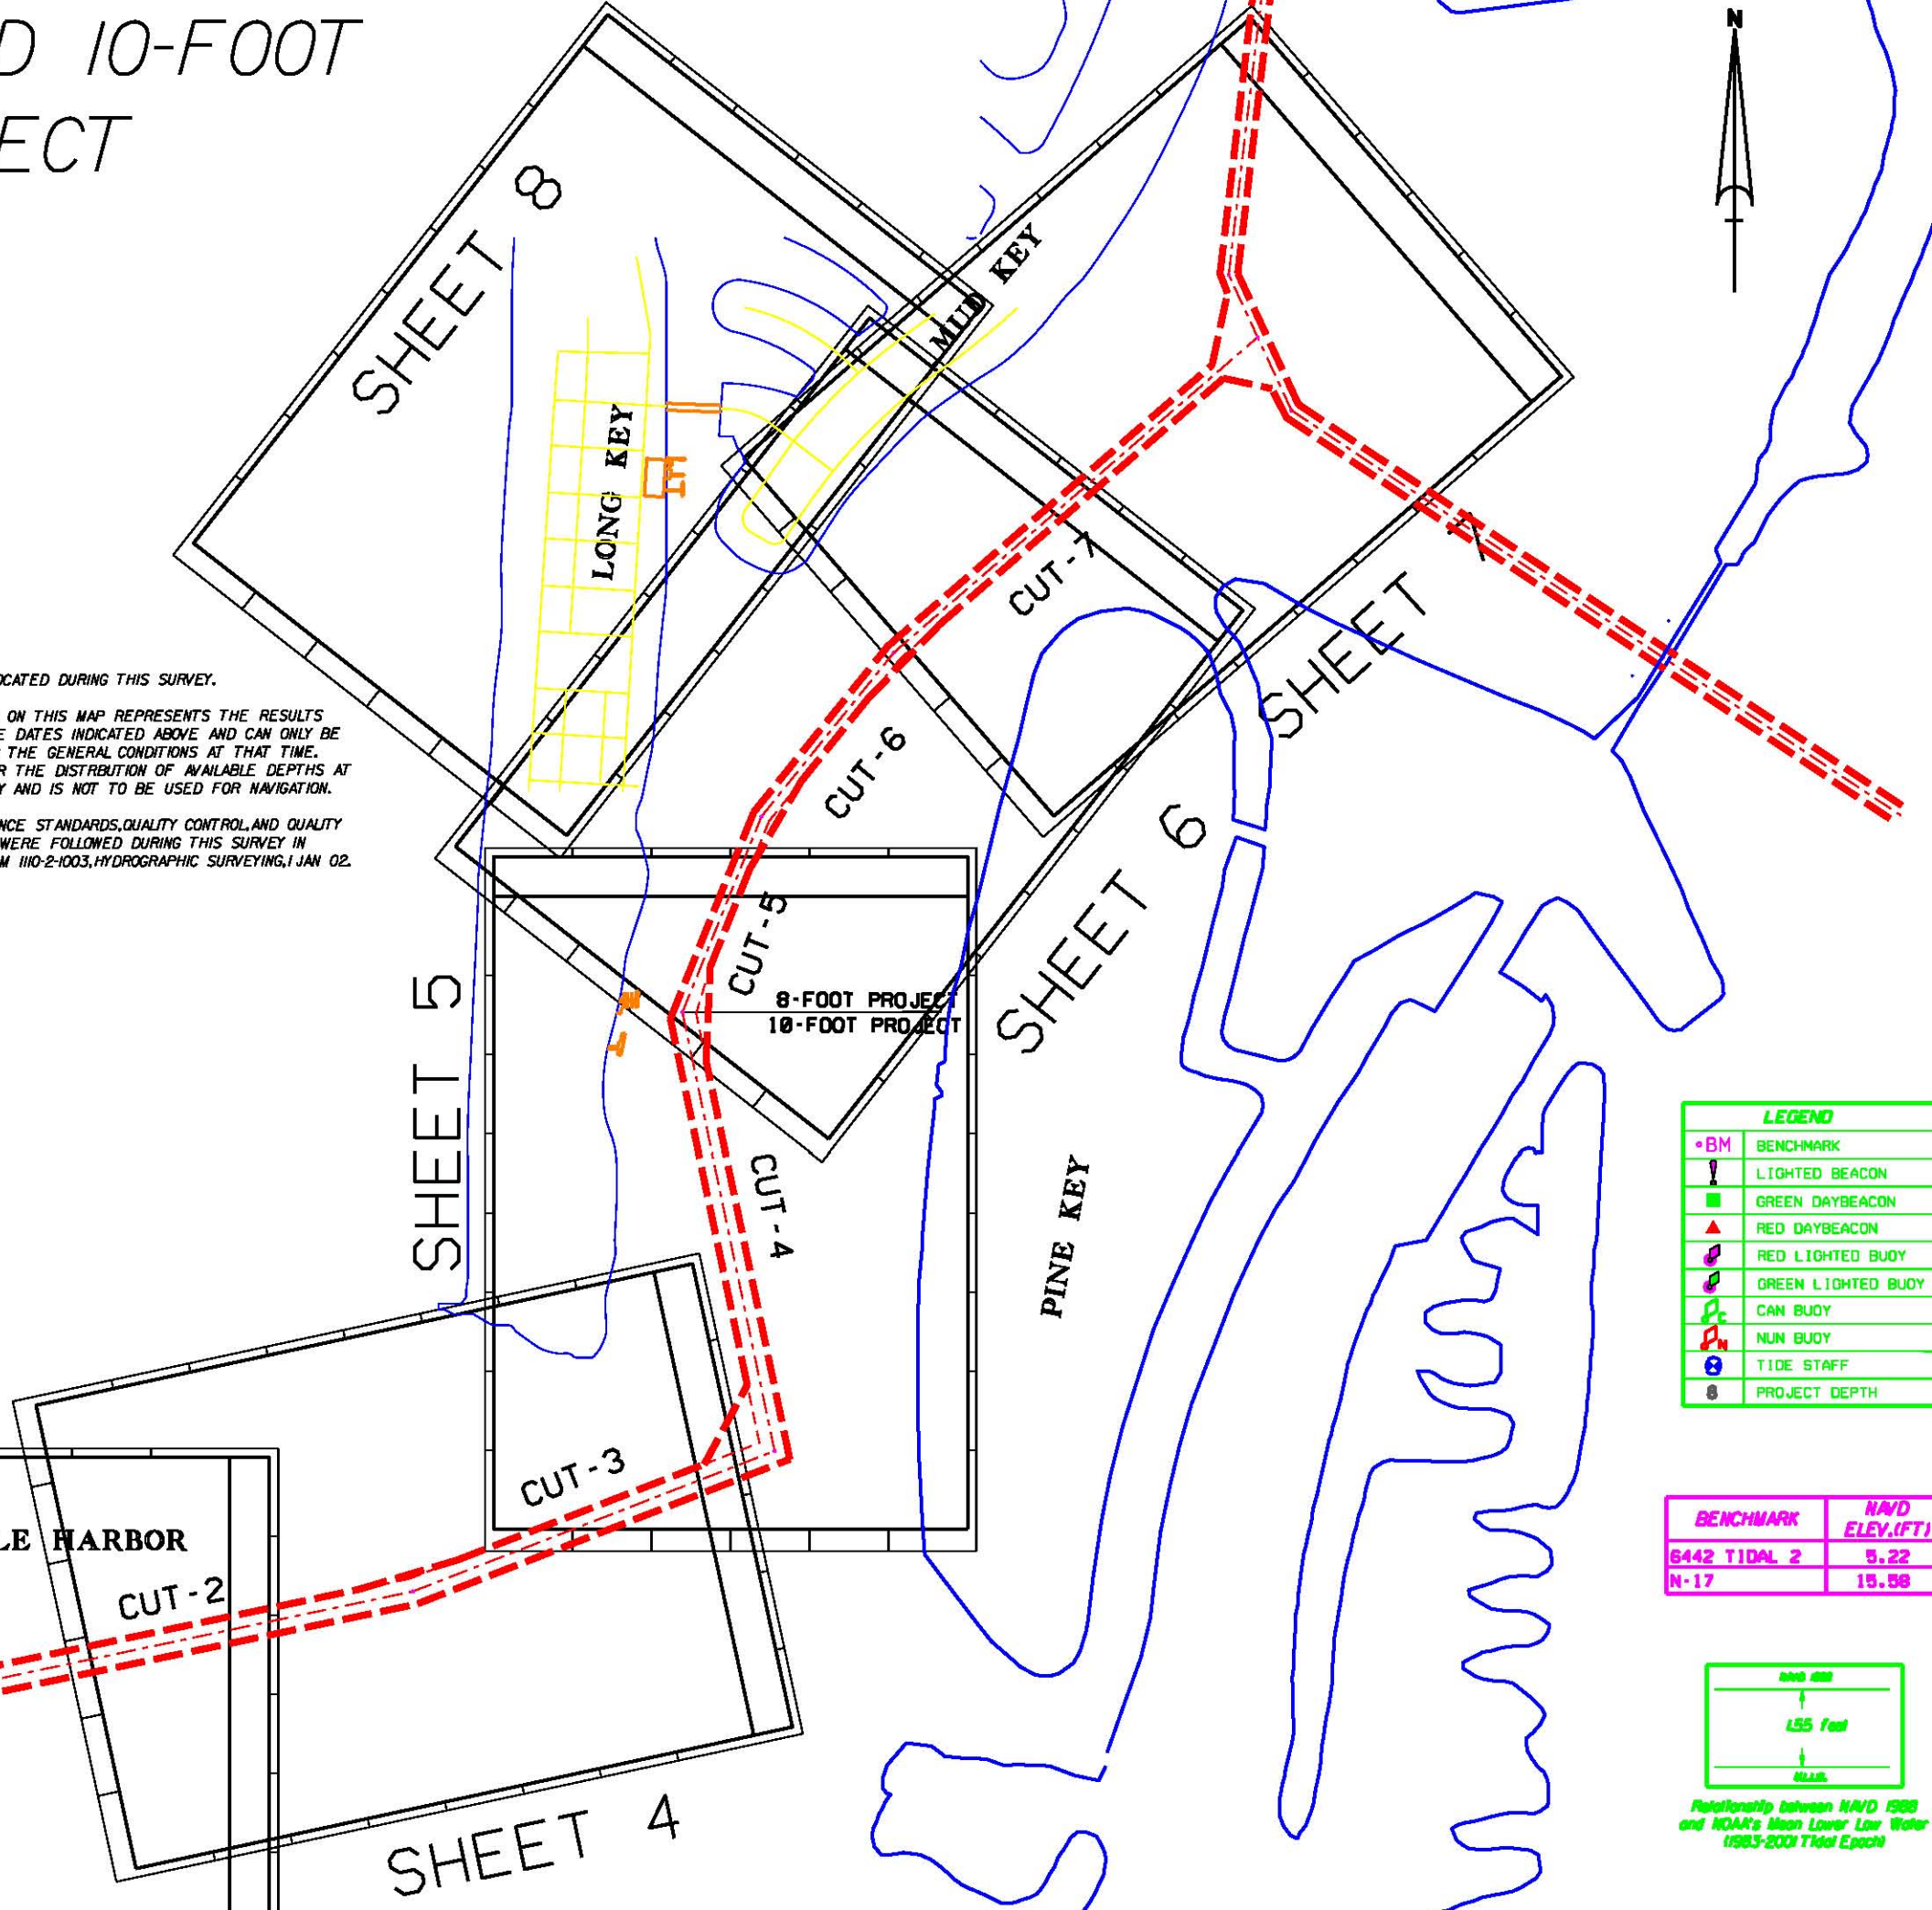 D 10-FOOT
ECT
N
SHEET 8
MUD KEY
LONG KEY
CUT-7
SHEET 7
OCATED DURING THIS SURVEY.
ON THIS MAP REPRESENTS THE RESULTS
E DATES INDICATED ABOVE AND CAN ONLY BE
THE GENERAL CONDITIONS AT THAT TIME.
R THE DISTRBUTION OF AVAILABLE DEPTHS AT
Y AND IS NOT TO BE USED FOR NAVIGATION.
NCE STANDARDS,QUALITY CONTROL,AND QUALITY
WERE FOLLOWED DURING THIS SURVEY IN
M 1110-2-1003,HYDROGRAPHIC SURVEYING,1 JAN 02.
CUT-6
SHEET 6
CUT-5
8-FOOT PROJECT
10-FOOT PROJECT
SHEET 5
CUT-4
PINE KEY
LEGEND
BM BENCHMARK
LIGHTED BEACON
GREEN DAYBEACON
RED DAYBEACON
RED LIGHTED BUOY
GREEN LIGHTED BUOY
C CAN BUOY
N NUN BUOY
TIDE STAFF
8 PROJECT DEPTH
CUT-3
LE HARBOR
CUT-2
SHEET 4
BENCHMARK NAVD ELEV.(FT)
6442 TIDAL 2 5.22
N-17 15.58
NAVD 1988
1.55 feet
M.L.L.W.
Relationship between NAVD 1988
and NOAA's Mean Lower Low Water
(1983-2001 Tidal Epoch)